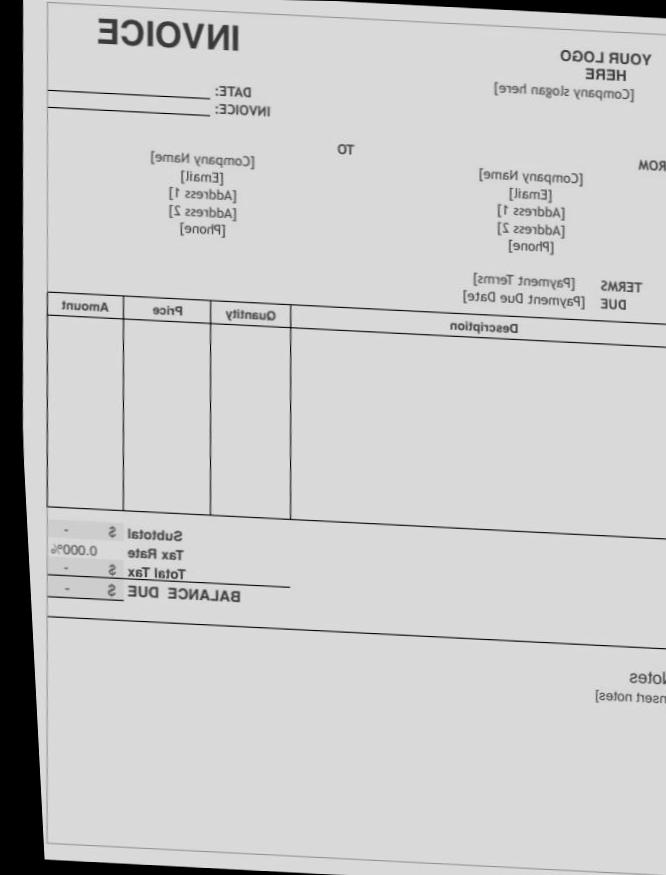 YOUR LOGO
HERE
[Company slogan here]
INVOICE
DATE:
INVOICE:
ROM
[Company Name]
[Email]
[Address 1]
[Address 2]
[Phone]
TO
[Company Name]
[Email]
[Address 1]
[Address 2]
[Phone]
TERMS [Payment Terms]
DUE [Payment Due Date]
Description Quantity Price Amount
Subtotal $ -
Tax Rate 0.000%
Total Tax $ -
BALANCE DUE $ -
Notes
nsert notes]